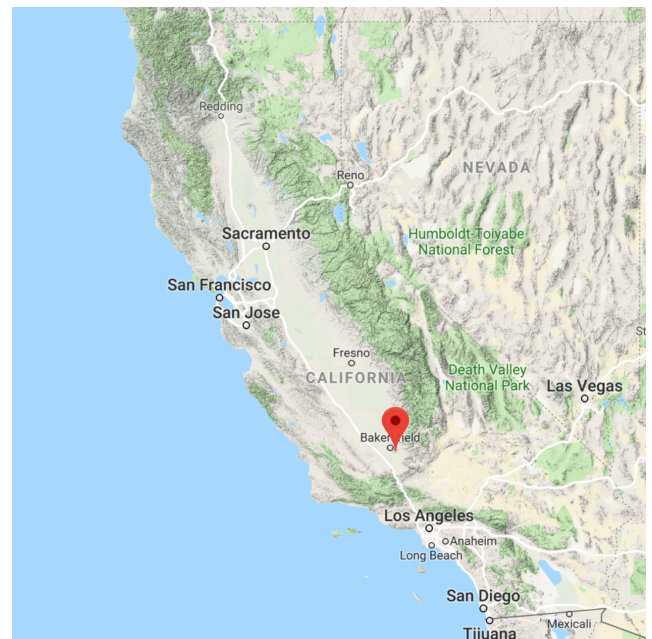 Redding
Reno
NEVADA
Sacramento
Humboldt-Toiyabe
National Forest
San Francisco
San Jose
Fresno
CALIFORNIA
Death Valley
National Park
Las Vegas
Los Angeles
Anaheim
Long Beach
San Diego
Mexicali
Tijuana